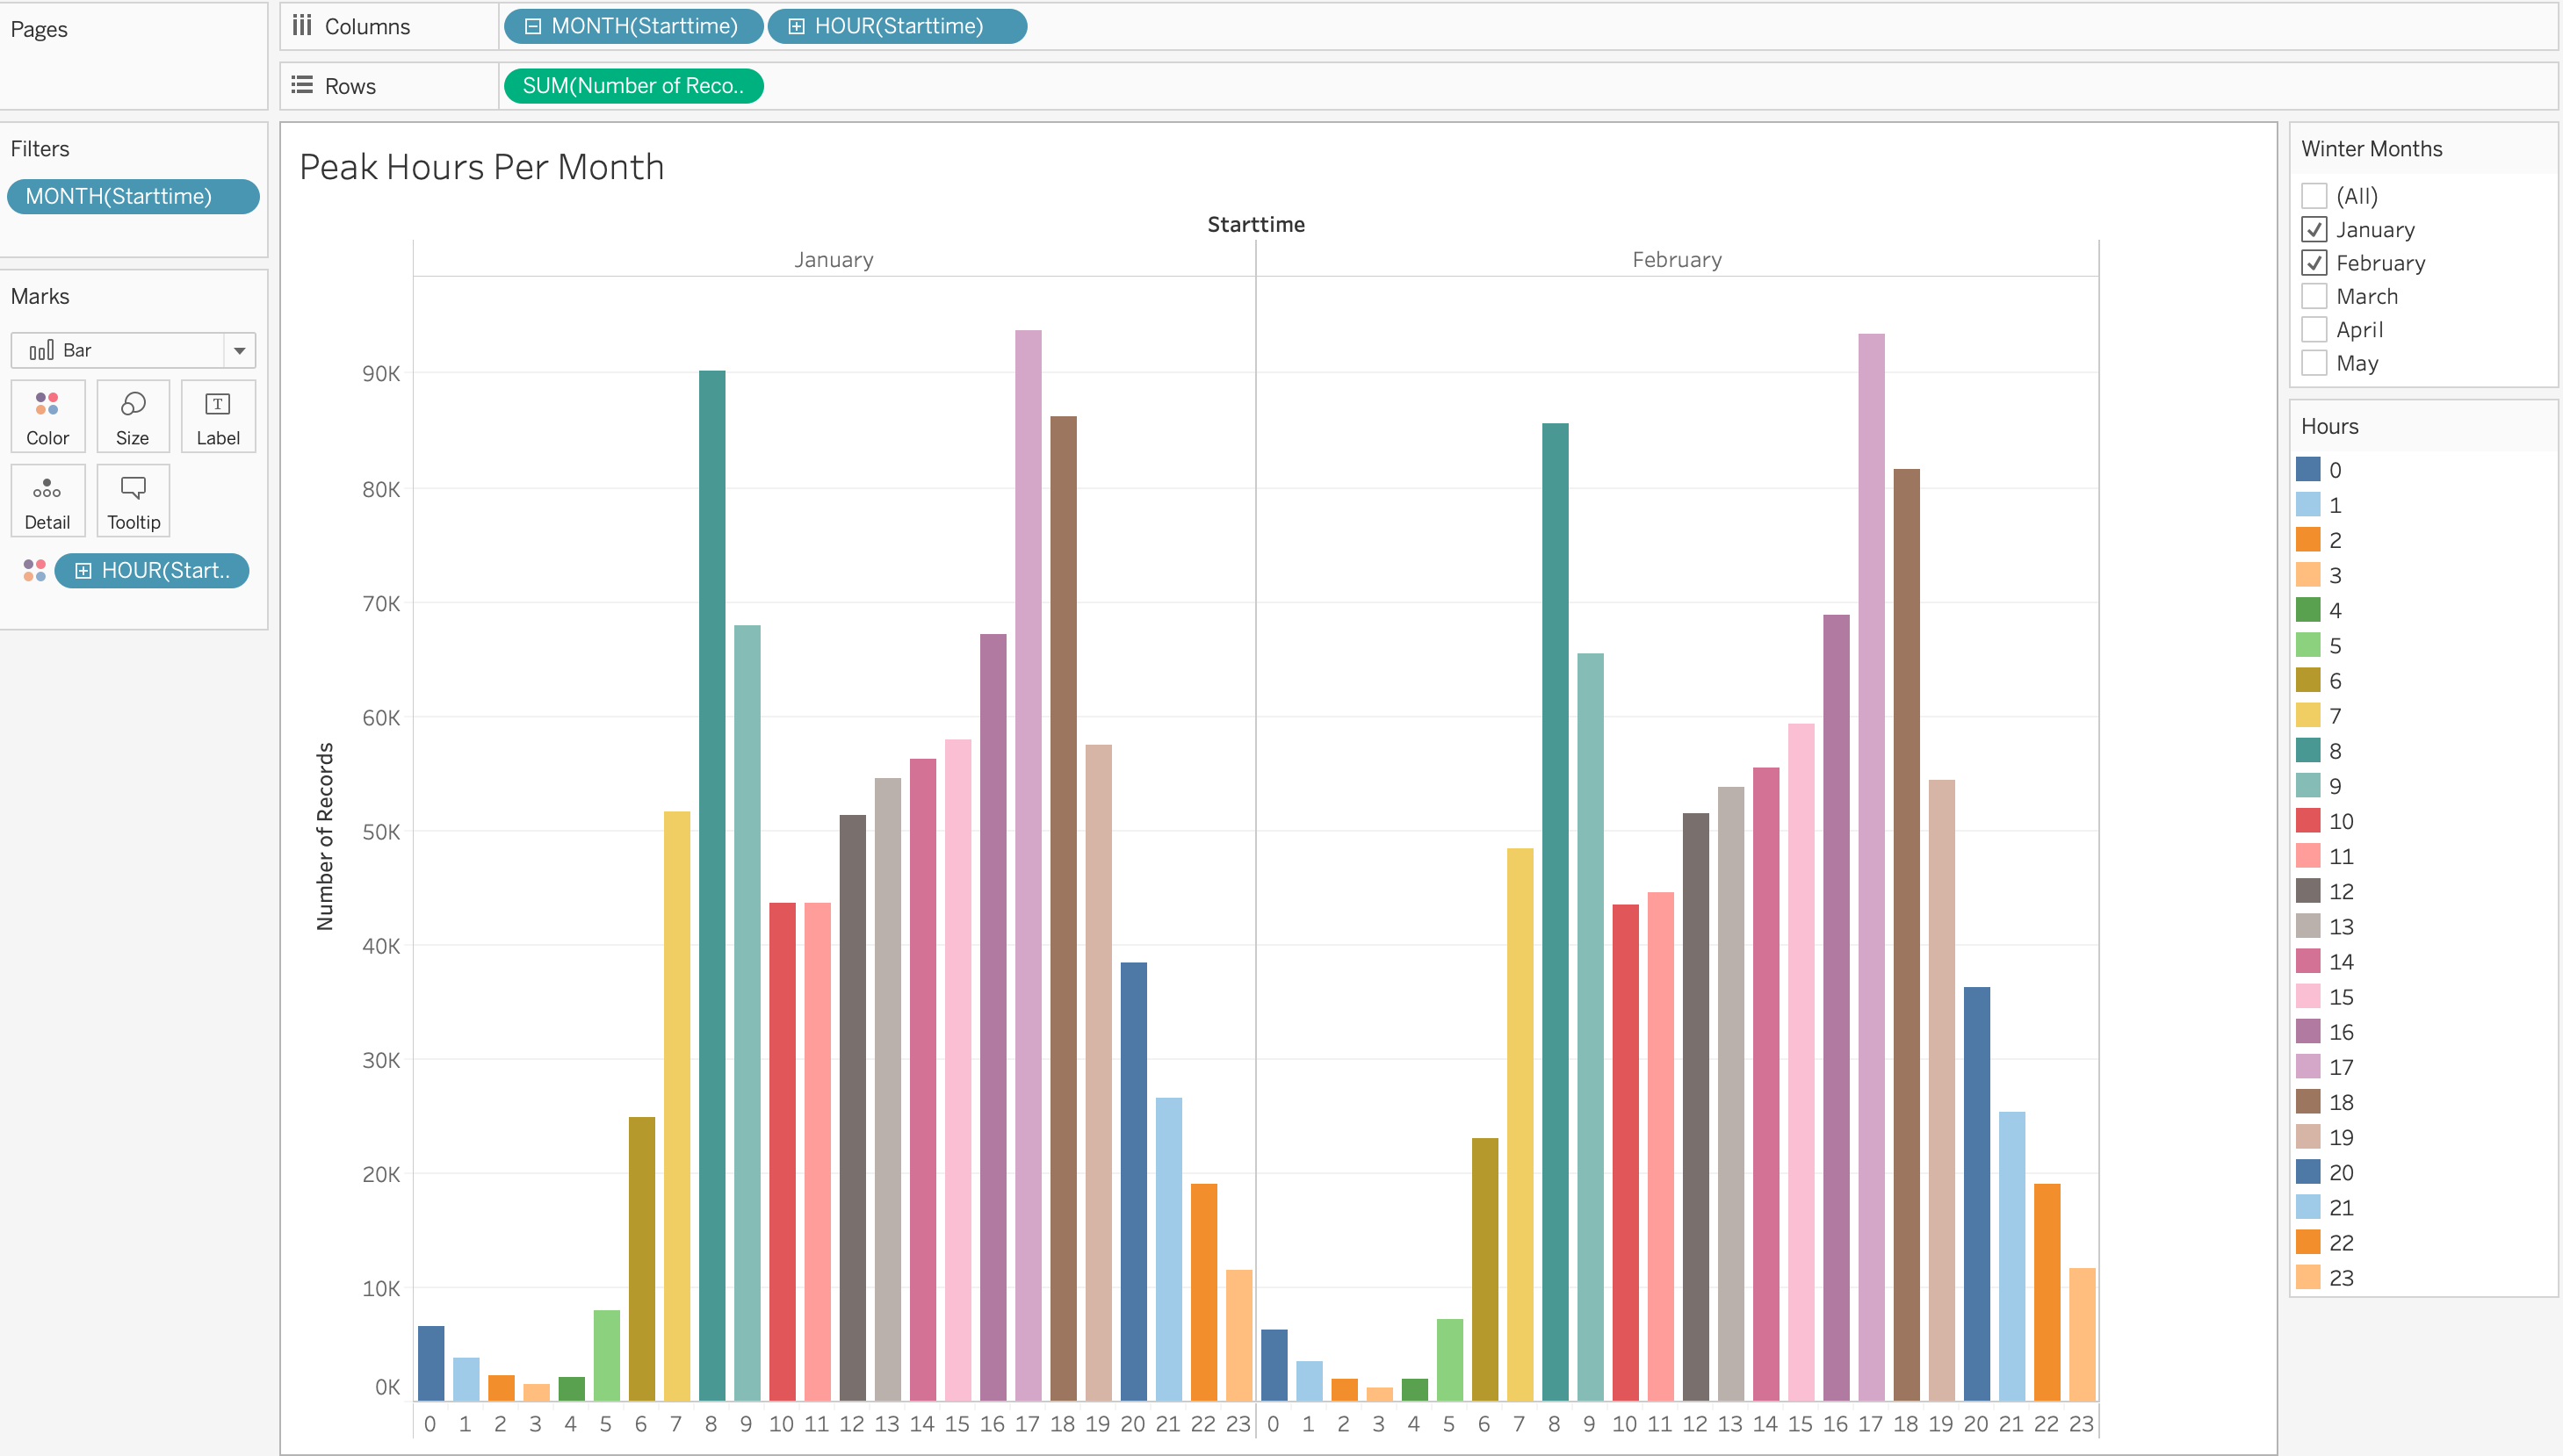 Pages
Columns
MONTH(Starttime)
HOUR(Starttime)
Rows
SUM(Number of Reco..
Filters
MONTH(Starttime)
Marks
Bar
Color Size Label
Detail Tooltip
HOUR(Start..
Peak Hours Per Month
Starttime
January February
Number of Records
90K
80K
70K
60K
50K
40K
30K
20K
10K
0K
0 1 2 3 4 5 6 7 8 9 10 11 12 13 14 15 16 17 18 19 20 21 22 23 0 1 2 3 4 5 6 7 8 9 10 11 12 13 14 15 16 17 18 19 20 21 22 23
Winter Months
(All)
January
February
March
April
May
Hours
0
1
2
3
4
5
6
7
8
9
10
11
12
13
14
15
16
17
18
19
20
21
22
23